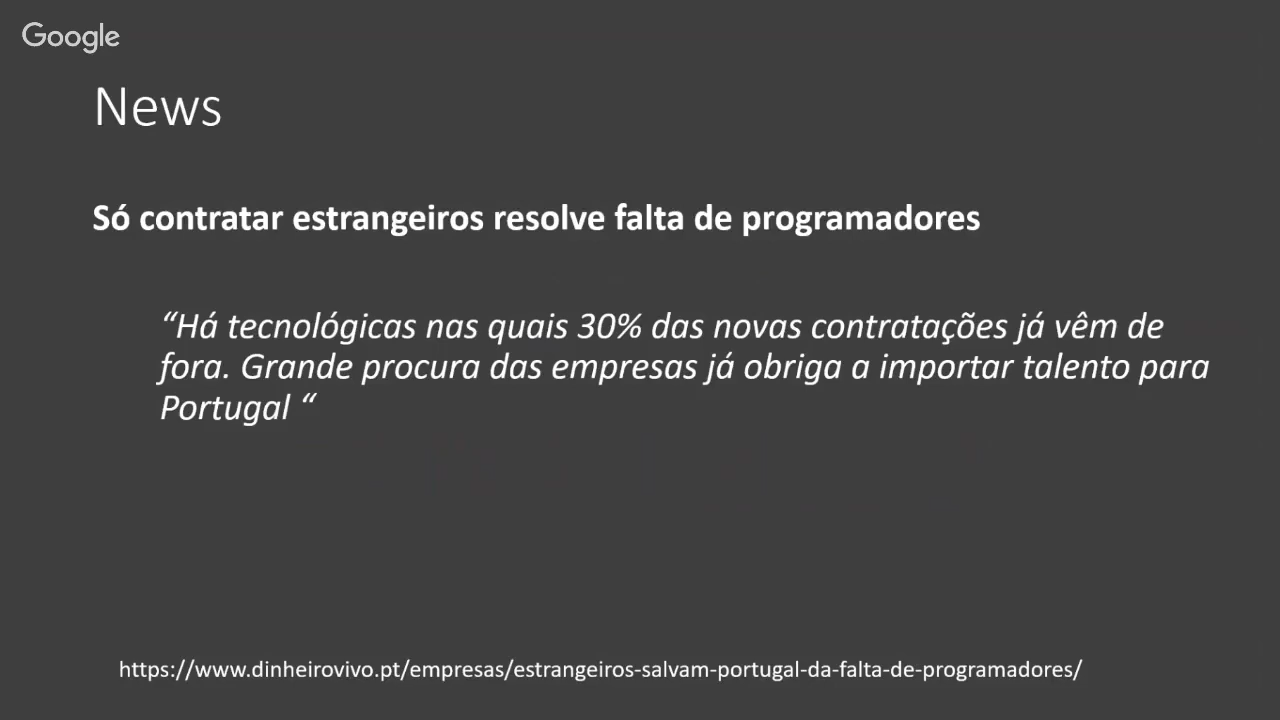 Google
News
Só contratar estrangeiros resolve falta de programadores
“Há tecnológicas nas quais 30% das novas contratações já vêm de
fora. Grande procura das empresas já obriga a importar talento para
Portugal “
https://www.dinheirovivo.pt/empresas/estrangeiros-salvam-portugal-da-falta-de-programadores/